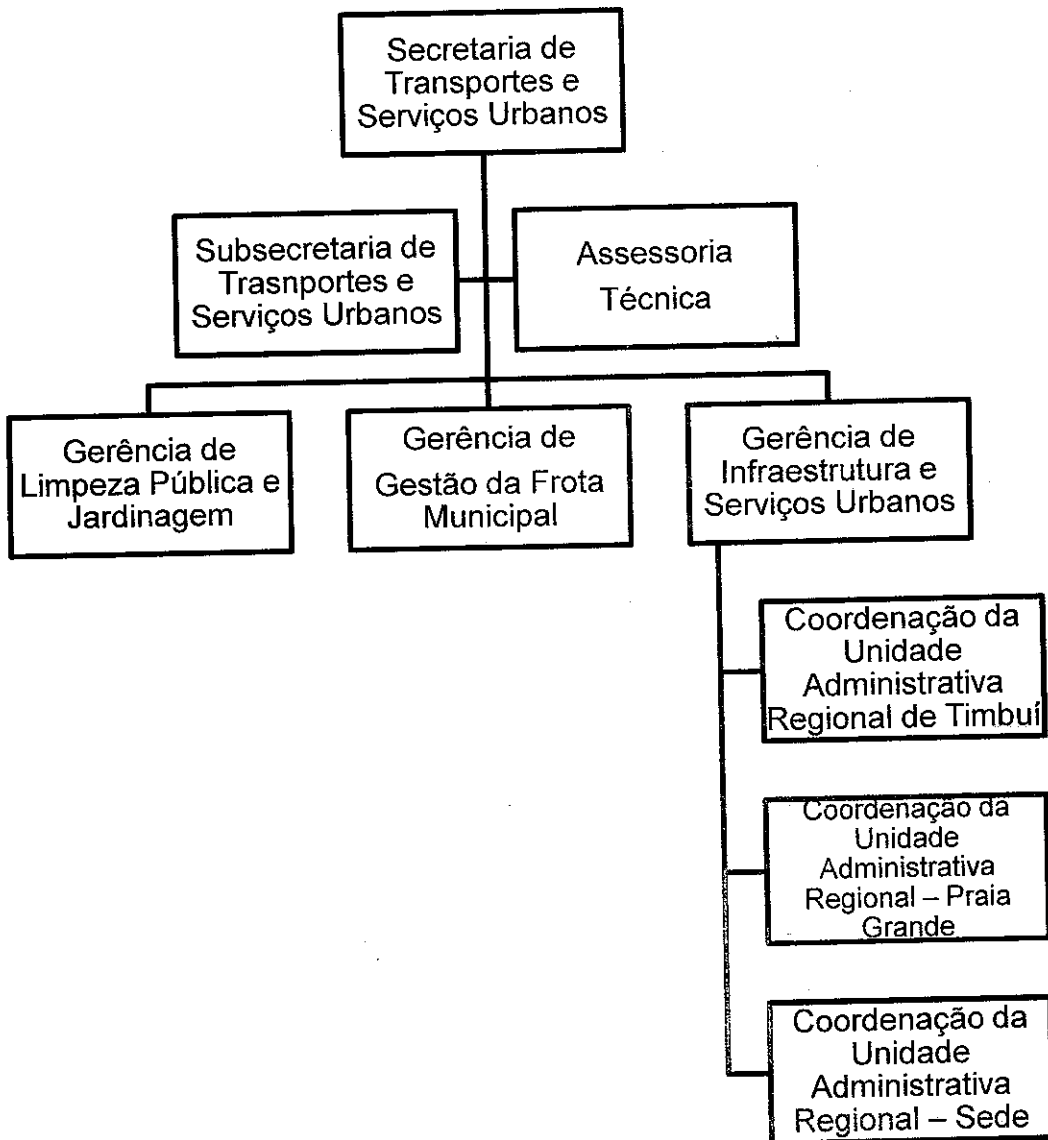 Secretaria de
Transportes e
Serviços Urbanos
Subsecretaria de
Trasnportes e
Serviços Urbanos
Assessoria
Técnica
Gerência de
Limpeza Pública e
Jardinagem
Gerência de
Gestão da Frota
Municipal
Gerência de
Infraestrutura e
Serviços Urbanos
Coordenação da
Unidade
Administrativa
Regional de Timbuí
Coordenação da
Unidade
Administrativa
Regional – Praia
Grande
Coordenação da
Unidade
Administrativa
Regional – Sede